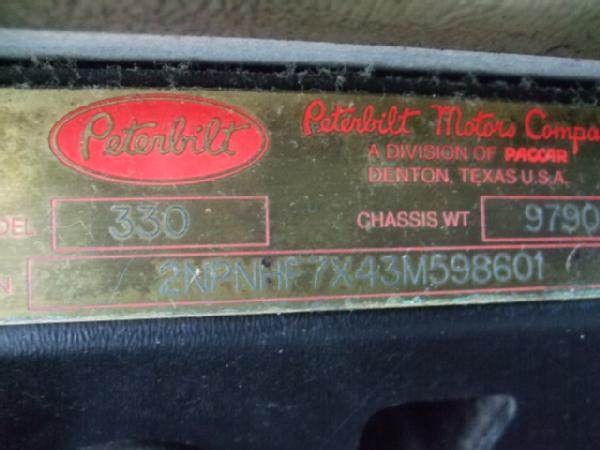 Peterbilt
Peterbilt Motors Compa
A DIVISION OF PACCAR
DENTON, TEXAS U.S.A.
DEL 330 CHASSIS WT 9790
N 2NPNHF7X43M598601